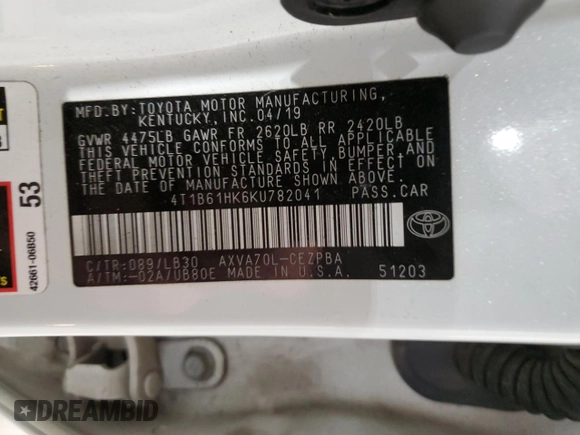 MFD.BY: TOYOTA MOTOR MANUFACTURING,
KENTUCKY, INC. 04/19
GVWR 4475LB GAWR FR 2620LB RR 2420LB
THIS VEHICLE CONFORMS TO ALL APPLICABLE
FEDERAL MOTOR VEHICLE SAFETY, BUMPER AND
THEFT PREVENTION STANDARDS IN EFFECT ON
THE DATE OF MANUFACTURE SHOWN ABOVE.
4T1B61HK6KU782041 PASS.CAR
C/TR:089/LB30 AXVA70L-CEZPBA
A/TM:-02A/UB80E MADE IN U.S.A. 51203
TOYOTA
53
42661-06B50
DREAMBID